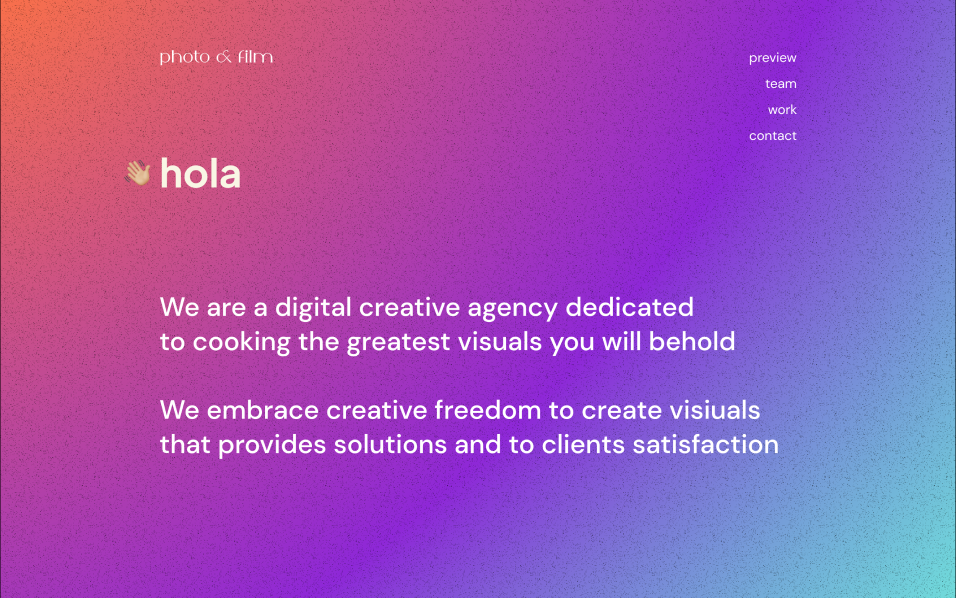 photo & film
preview
team
work
contact
👋🏼 hola
We are a digital creative agency dedicated
to cooking the greatest visuals you will behold
We embrace creative freedom to create visiuals
that provides solutions and to clients satisfaction